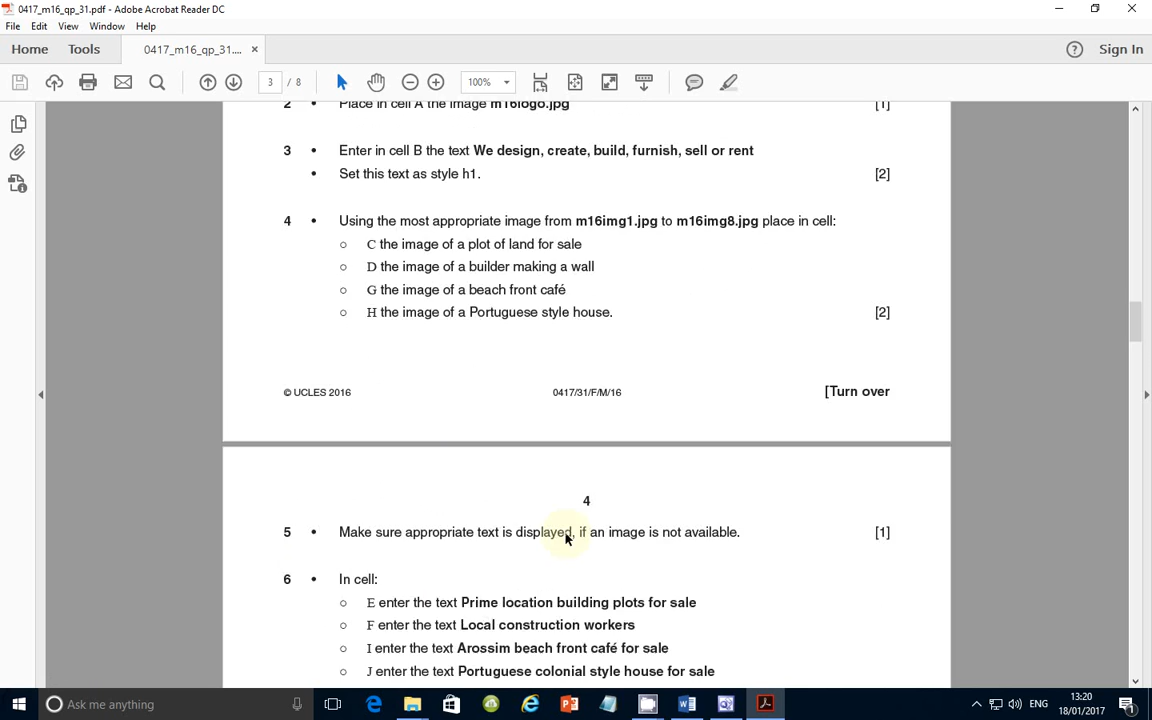 0417_m16_qp_31.pdf - Adobe Acrobat Reader DC
File Edit View Window Help
Home Tools 0417_m16_qp_31.... × Sign In
3 / 8 100%
2 • Place in cell A the image m16logo.jpg [1]
3 • Enter in cell B the text We design, create, build, furnish, sell or rent
• Set this text as style h1. [2]
4 • Using the most appropriate image from m16img1.jpg to m16img8.jpg place in cell:
○ C the image of a plot of land for sale
○ D the image of a builder making a wall
○ G the image of a beach front café
○ H the image of a Portuguese style house. [2]
© UCLES 2016 0417/31/F/M/16 [Turn over
4
5 • Make sure appropriate text is displayed, if an image is not available. [1]
6 • In cell:
○ E enter the text Prime location building plots for sale
○ F enter the text Local construction workers
○ I enter the text Arossim beach front café for sale
○ J enter the text Portuguese colonial style house for sale
Ask me anything ENG 13:20
18/01/2017